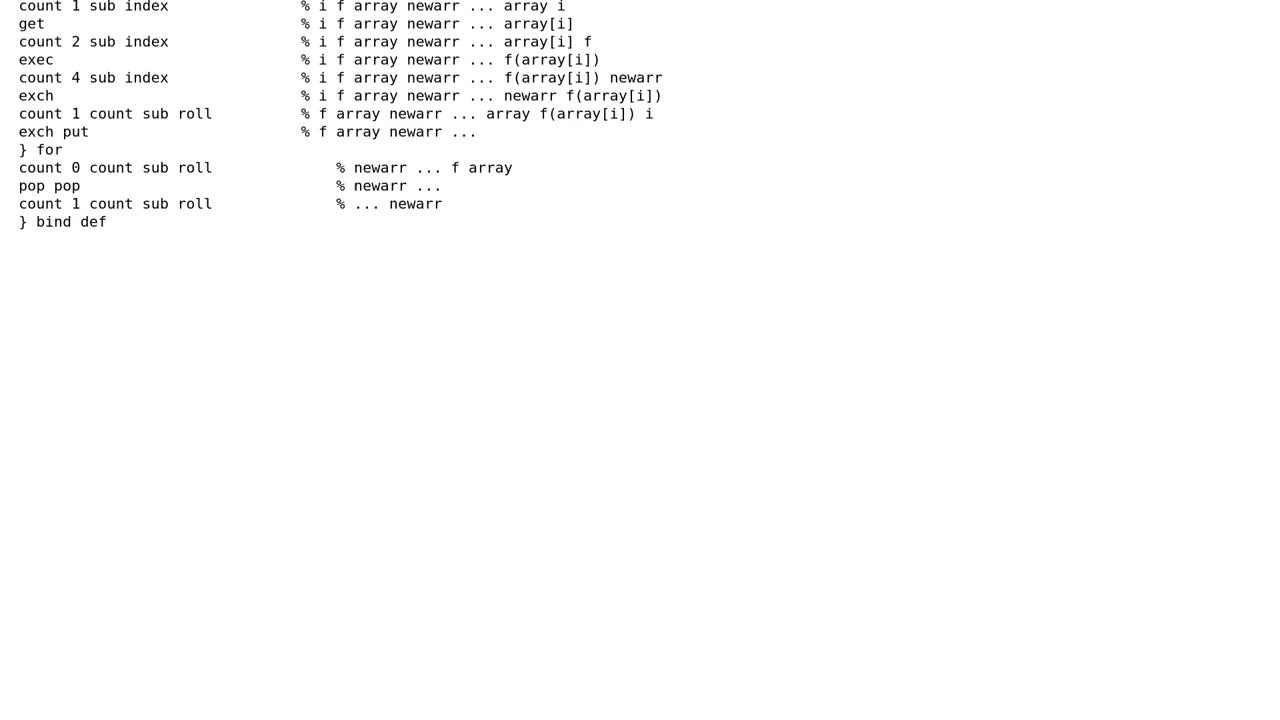 count 1 sub index               % i f array newarr ... array i
get                             % i f array newarr ... array[i]
count 2 sub index               % i f array newarr ... array[i] f
exec                            % i f array newarr ... f(array[i])
count 4 sub index               % i f array newarr ... f(array[i]) newarr
exch                            % i f array newarr ... newarr f(array[i])
count 1 count sub roll          % f array newarr ... array f(array[i]) i
exch put                        % f array newarr ...
} for
count 0 count sub roll              % newarr ... f array
pop pop                             % newarr ...
count 1 count sub roll              % ... newarr
} bind def